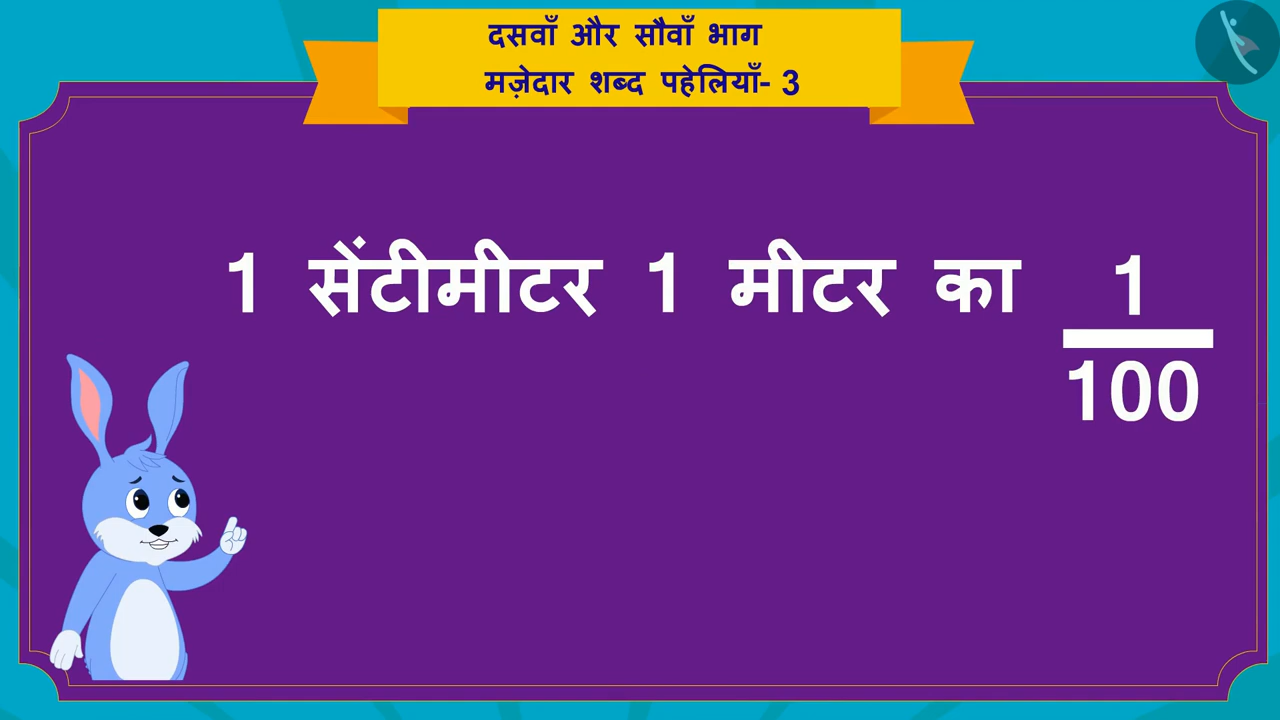 दसवाँ और सौवाँ भाग
मज़ेदार शब्द पहेलियाँ- 3
1 सेंटीमीटर 1 मीटर का 1
100